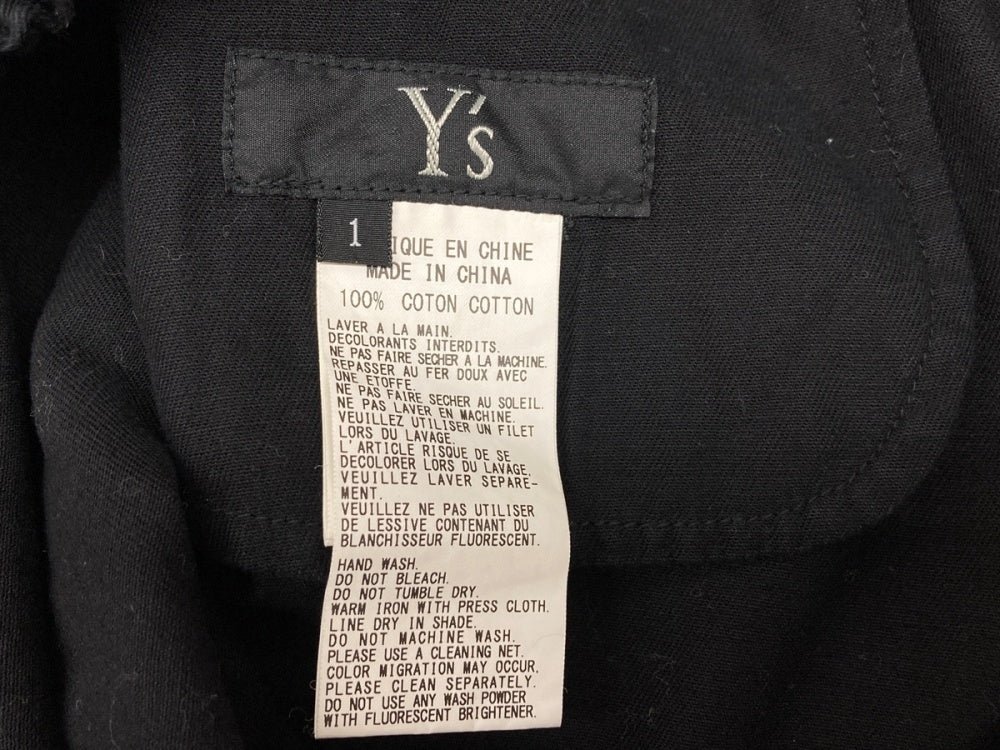 Y's
1
IQUE EN CHINE
MADE IN CHINA
100% COTON COTTON
LAVER A LA MAIN.
DECOLORANTS INTERDITS.
NE PAS FAIRE SECHER A LA MACHINE.
REPASSER AU FER DOUX AVEC
UNE ETOFFE.
NE PAS FAIRE SECHER AU SOLEIL.
NE PAS LAVER EN MACHINE.
VEUILLEZ UTILISER UN FILET
LORS DU LAVAGE.
L'ARTICLE RISQUE DE SE
DECOLORER LORS DU LAVAGE.
VEUILLEZ LAVER SEPARE-
MENT.
VEUILLEZ NE PAS UTILISER
DE LESSIVE CONTENANT DU
BLANCHISSEUR FLUORESCENT.
HAND WASH.
DO NOT BLEACH.
DO NOT TUMBLE DRY.
WARM IRON WITH PRESS CLOTH.
LINE DRY IN SHADE.
DO NOT MACHINE WASH.
PLEASE USE A CLEANING NET.
COLOR MIGRATION MAY OCCUR.
PLEASE CLEAN SEPARATELY.
DO NOT USE ANY WASH POWDER
WITH FLUORESCENT BRIGHTENER.